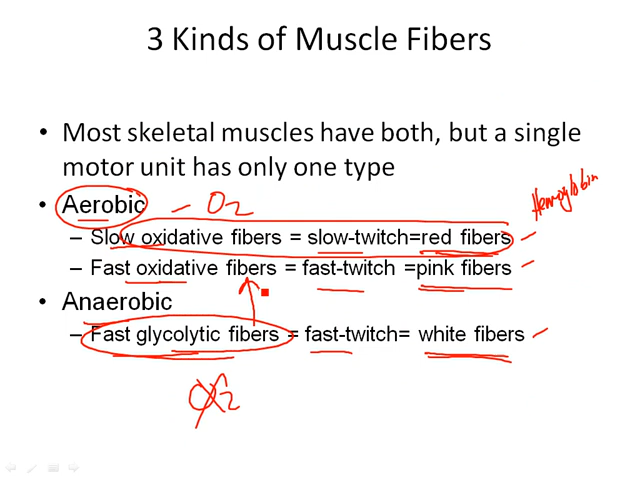 3 Kinds of Muscle Fibers
• Most skeletal muscles have both, but a single
motor unit has only one type
• Aerobic – O2
Hemoglobin
– Slow oxidative fibers = slow-twitch=red fibers
– Fast oxidative fibers = fast-twitch =pink fibers
• Anaerobic
– Fast glycolytic fibers = fast-twitch= white fibers
O2